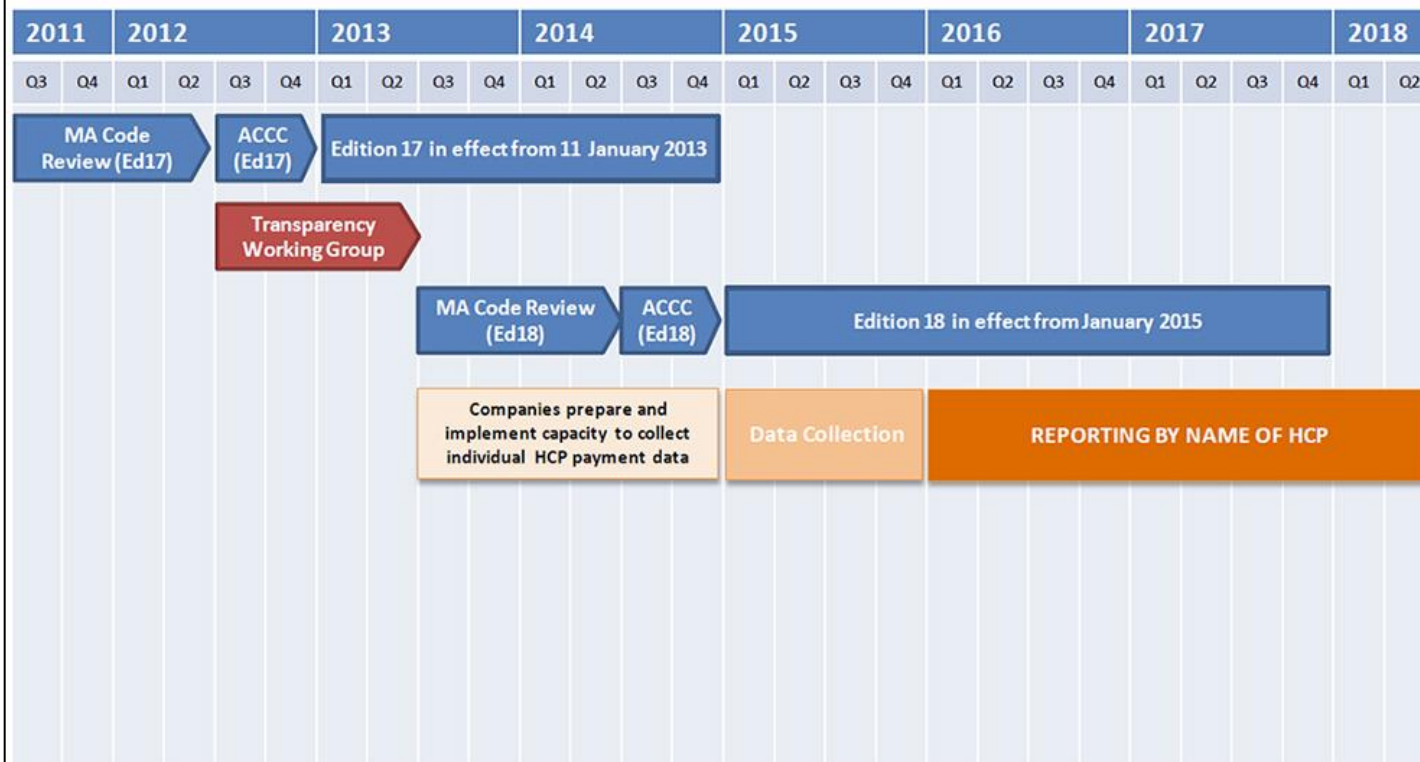 2011 2012 2013 2014 2015 2016 2017 2018
Q3 Q4 Q1 Q2 Q3 Q4 Q1 Q2 Q3 Q4 Q1 Q2 Q3 Q4 Q1 Q2 Q3 Q4 Q1 Q2 Q3 Q4 Q1 Q2 Q3 Q4 Q1 Q2
MA Code
Review (Ed17)
ACCC
(Ed17)
Edition 17 in effect from 11 January 2013
Transparency
Working Group
MA Code Review
(Ed18)
ACCC
(Ed18)
Edition 18 in effect from January 2015
Companies prepare and
implement capacity to collect
individual HCP payment data
Data Collection
REPORTING BY NAME OF HCP